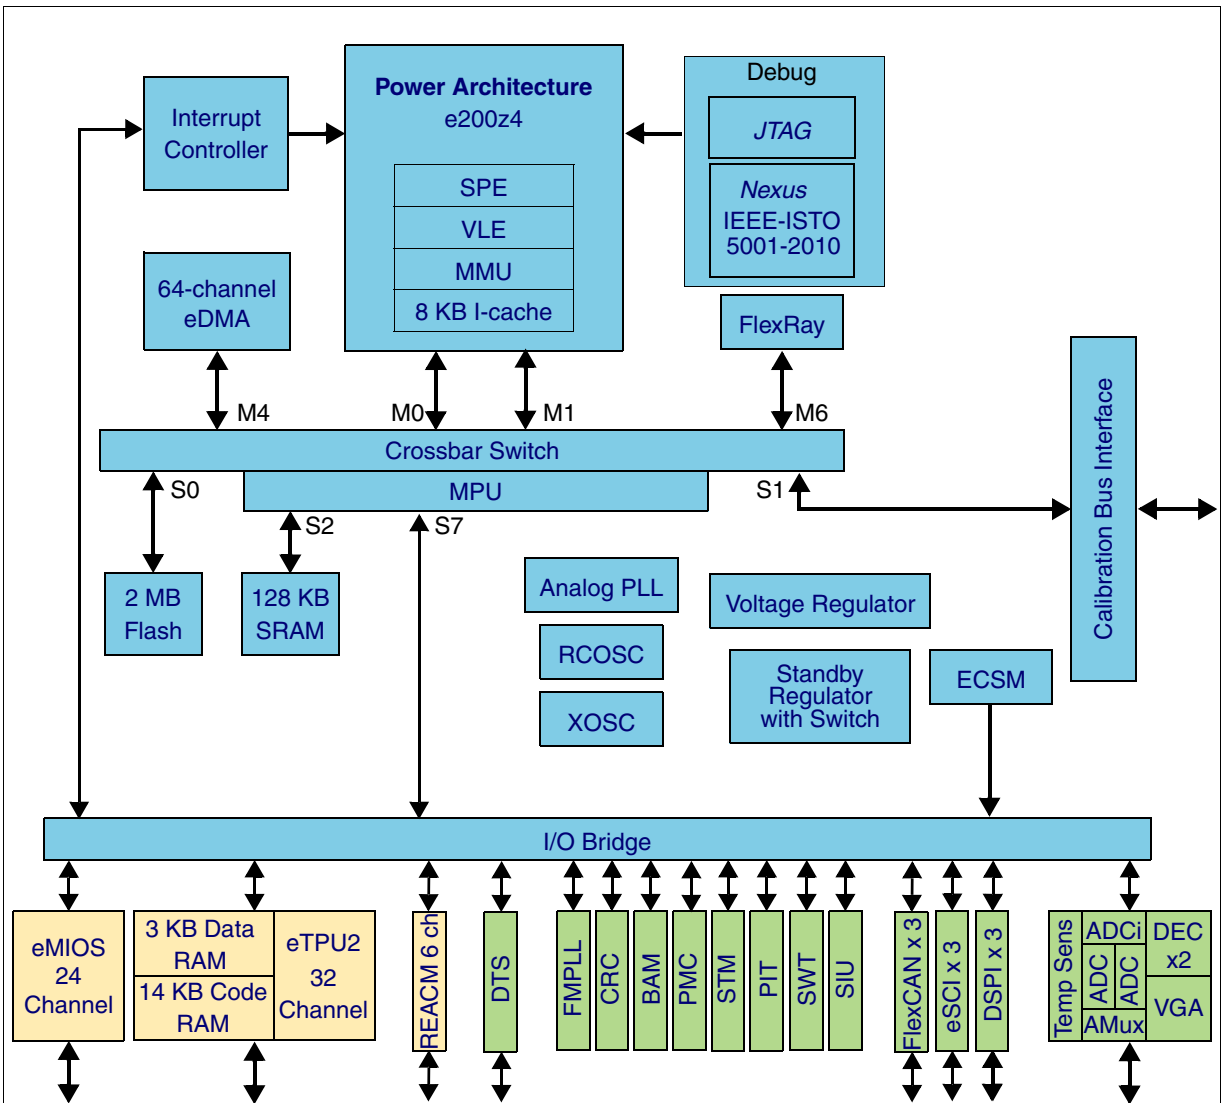 Power Architecture
e200z4
SPE
VLE
MMU
8 KB I-cache
Interrupt
Controller
Debug
JTAG
Nexus
IEEE-ISTO
5001-2010
64-channel
eDMA
FlexRay
M4
M0
M1
M6
Crossbar Switch
MPU
S0
S2
S7
S1
Calibration Bus Interface
2 MB
Flash
128 KB
SRAM
Analog PLL
RCOSC
XOSC
Voltage Regulator
Standby
Regulator
with Switch
ECSM
I/O Bridge
eMIOS
24
Channel
3 KB Data
RAM
14 KB Code
RAM
eTPU2
32
Channel
REACM 6 ch
DTS
FMPLL
CRC
BAM
PMC
STM
PIT
SWT
SIU
FlexCAN x 3
eSCI x 3
DSPI x 3
Temp Sens
ADCi
ADC
ADC
AMux
DEC
x2
VGA